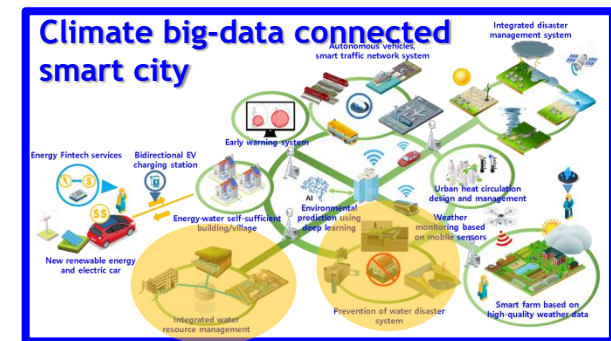 Climate big-data connected
smart city
Autonomous vehicles,
smart traffic network system
Integrated disaster
management system
Early warning system
Energy Fintech services
Bidirectional EV
charging station
AI
Environmental
prediction using
deep learning
Urban heat circulation
design and management
Weather
monitoring based
on mobile sensors
Energy-water self-sufficient
building/village
New renewable energy
and electric car
Integrated water
resource management
Prevention of water disaster
system
Smart farm based on
high-quality weather data